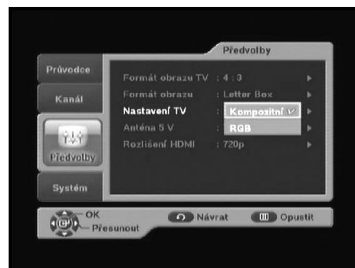 Předvolby
Průvodce
Kanál
Předvolby
Systém
Formát obrazu TV : 4 : 3
Formát obrazu : Letter Box
Nastavení TV : Kompozitní
Anténa 5 V : RGB
Rozlišení HDMI : 720p
OK
Přesunout
Návrat
Opustit